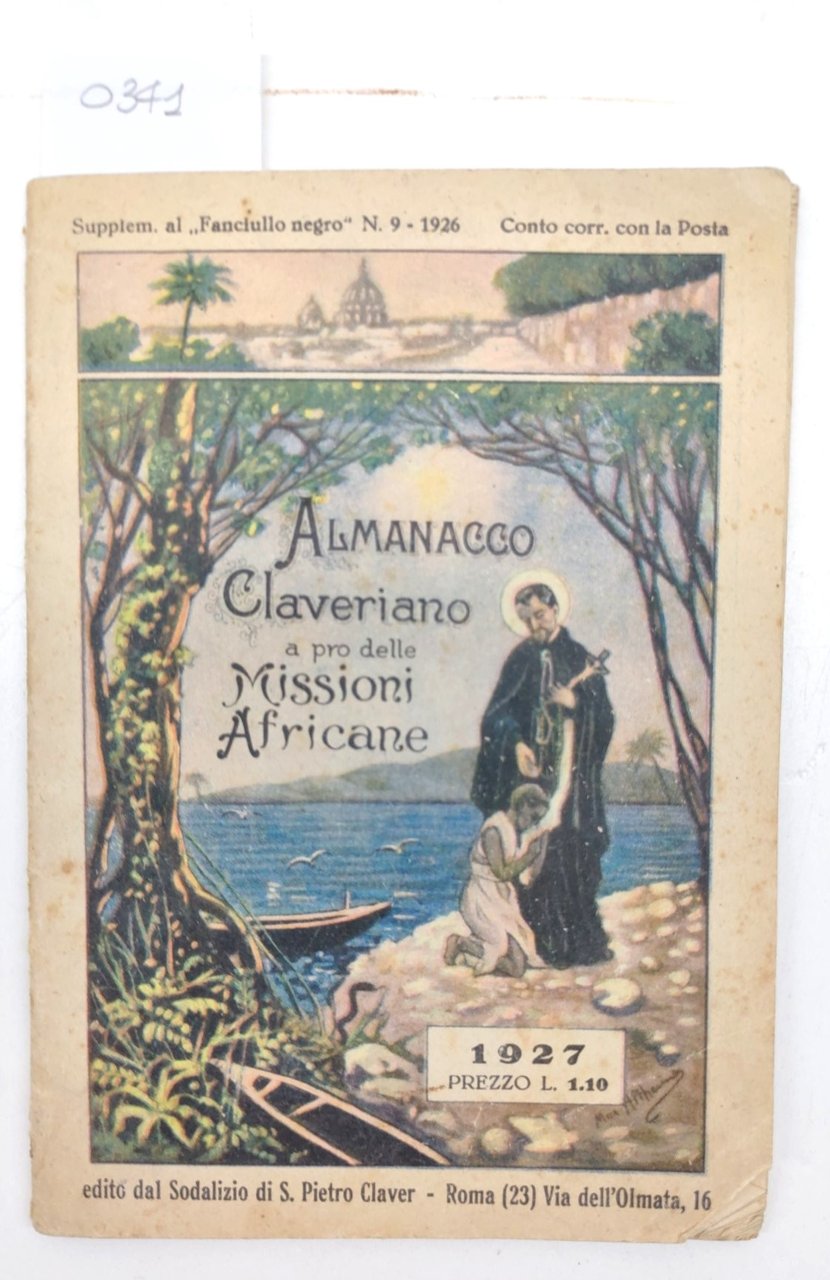 0341
Supplem. al „Fanciullo negro“ N. 9 - 1926 Conto corr. con la Posta
ALMANACCO
Claveriano
a pro delle
Missioni
Africane
1927
PREZZO L. 1.10
edito dal Sodalizio di S. Pietro Claver - Roma (23) Via dell'Olmata, 16